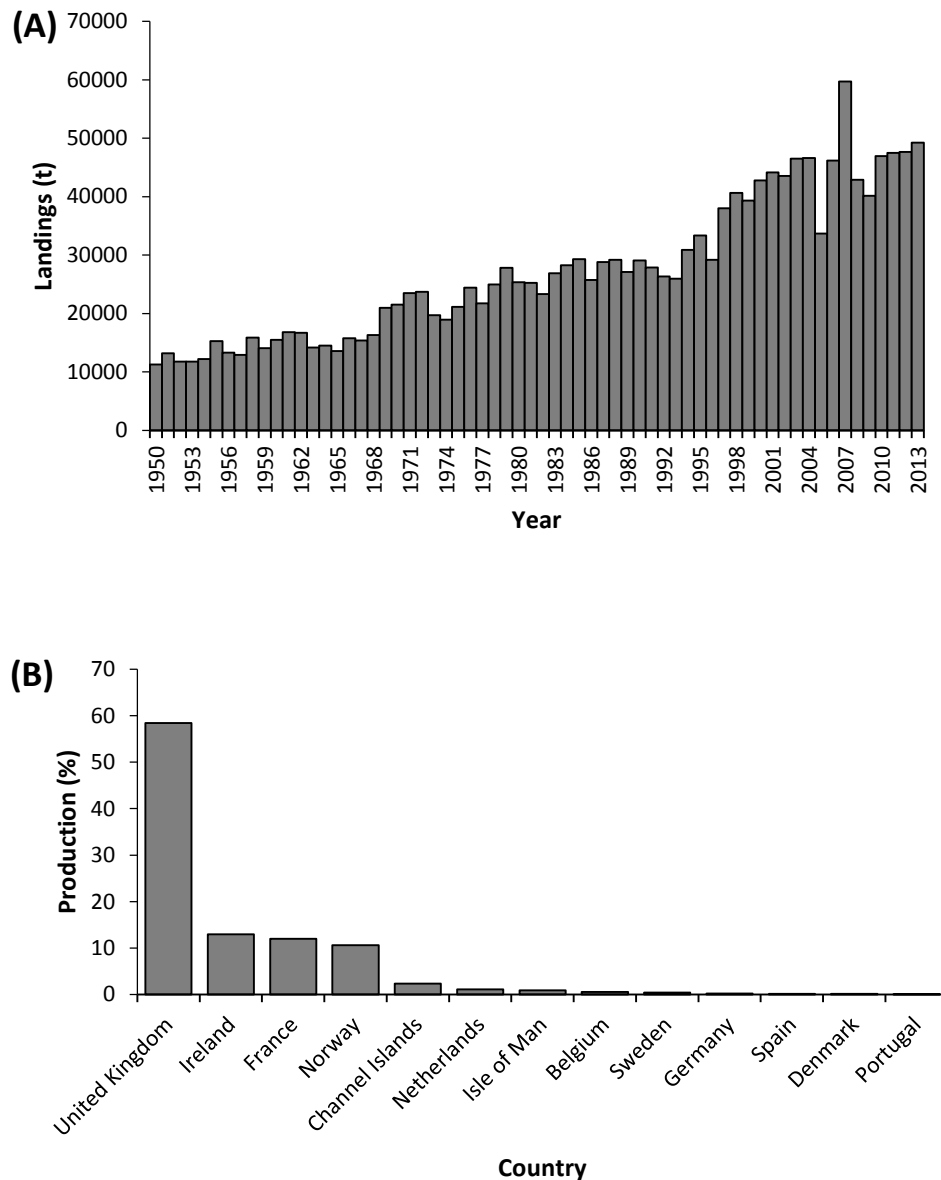 (A)
Landings (t)
70000
60000
50000
40000
30000
20000
10000
0
1950
1953
1956
1959
1962
1965
1968
1971
1974
1977
1980
1983
1986
1989
1992
1995
1998
2001
2004
2007
2010
2013
Year
(B)
Production (%)
70
60
50
40
30
20
10
0
United Kingdom
Ireland
France
Norway
Channel Islands
Netherlands
Isle of Man
Belgium
Sweden
Germany
Spain
Denmark
Portugal
Country